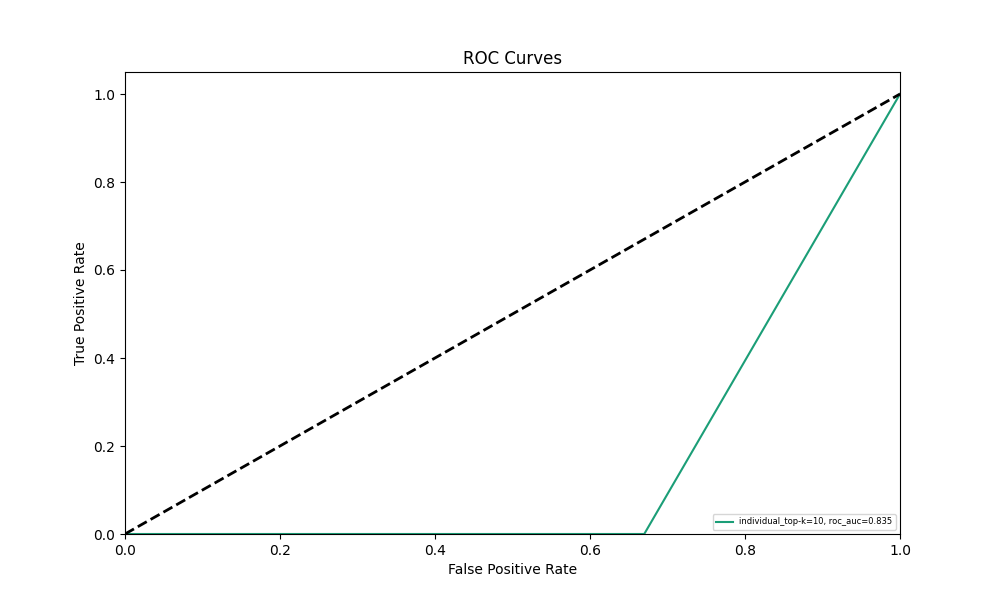 ROC Curves
True Positive Rate
1.0
0.8
0.6
0.4
0.2
0.0
0.0 0.2 0.4 0.6 0.8 1.0
False Positive Rate
individual_top-k=10, roc_auc=0.835